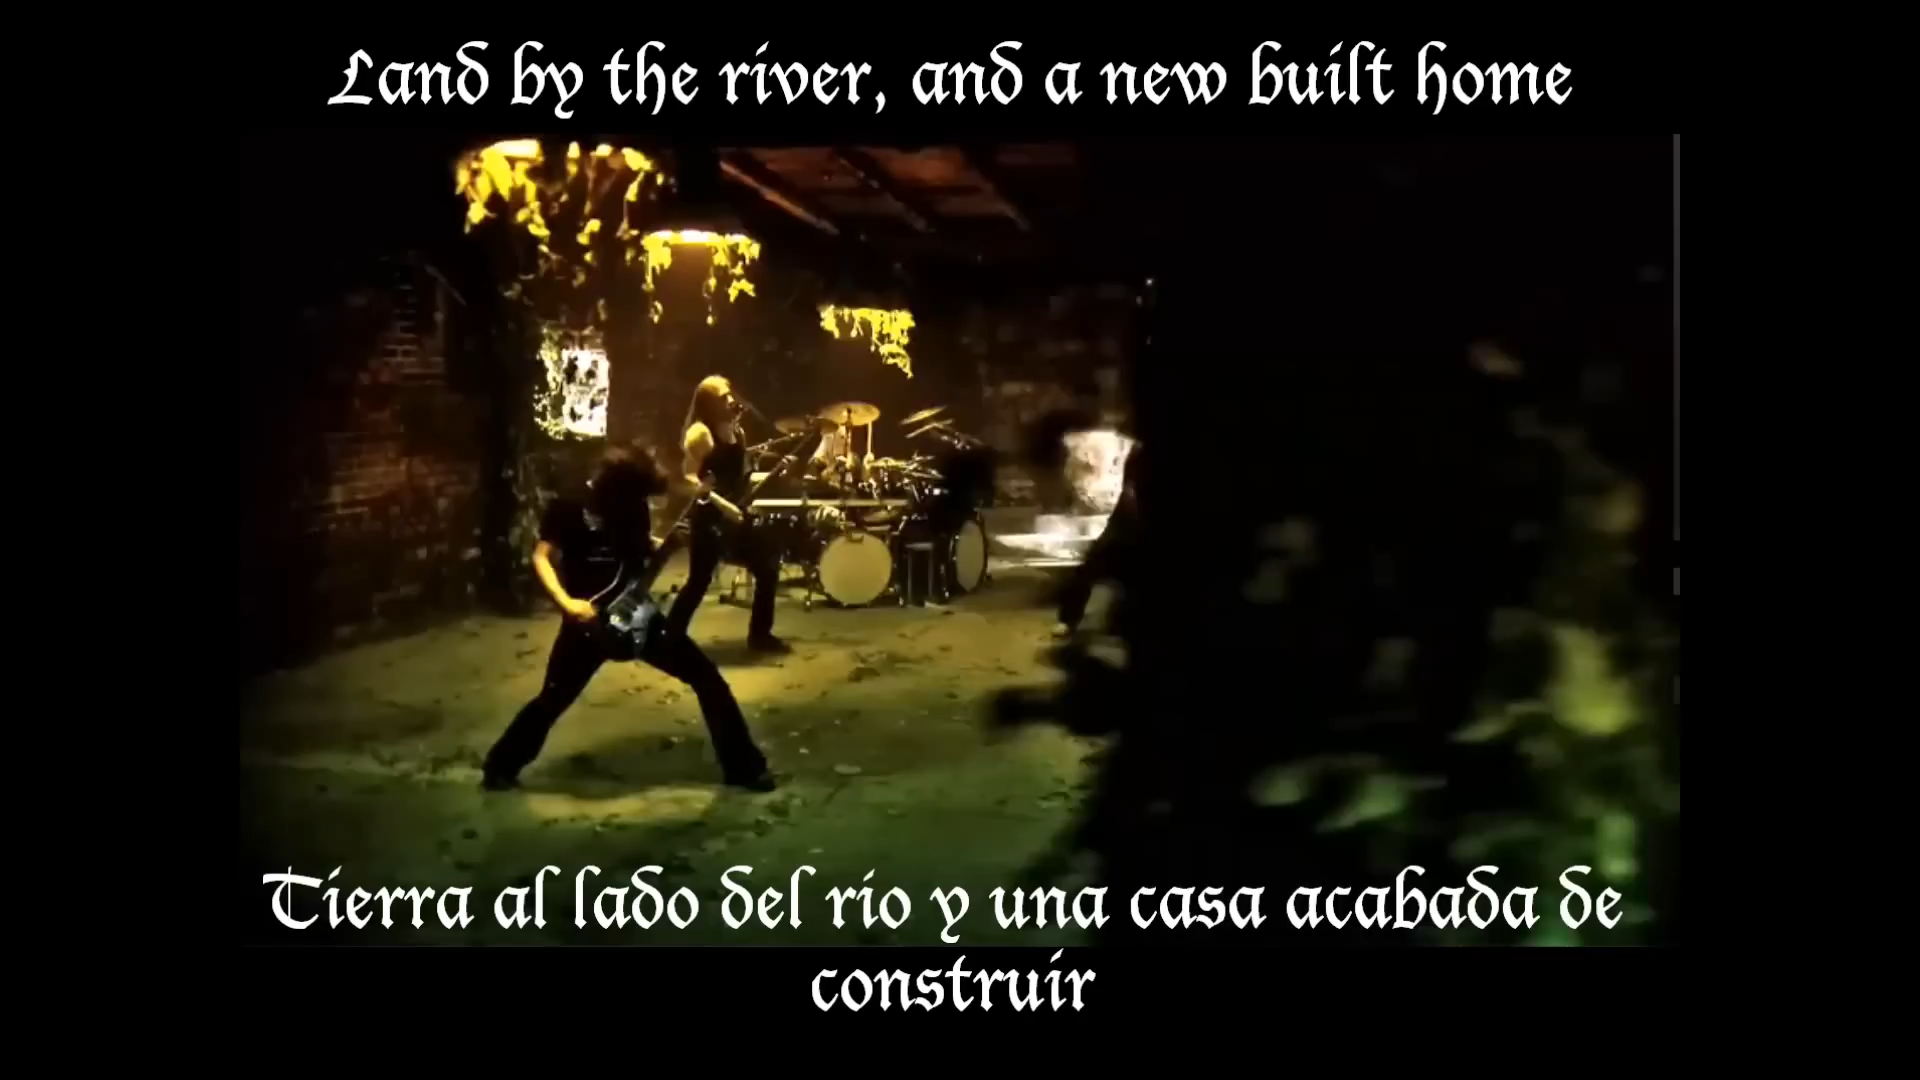 Land by the river, and a new built home
Tierra al lado del rio y una casa acabada de
construir